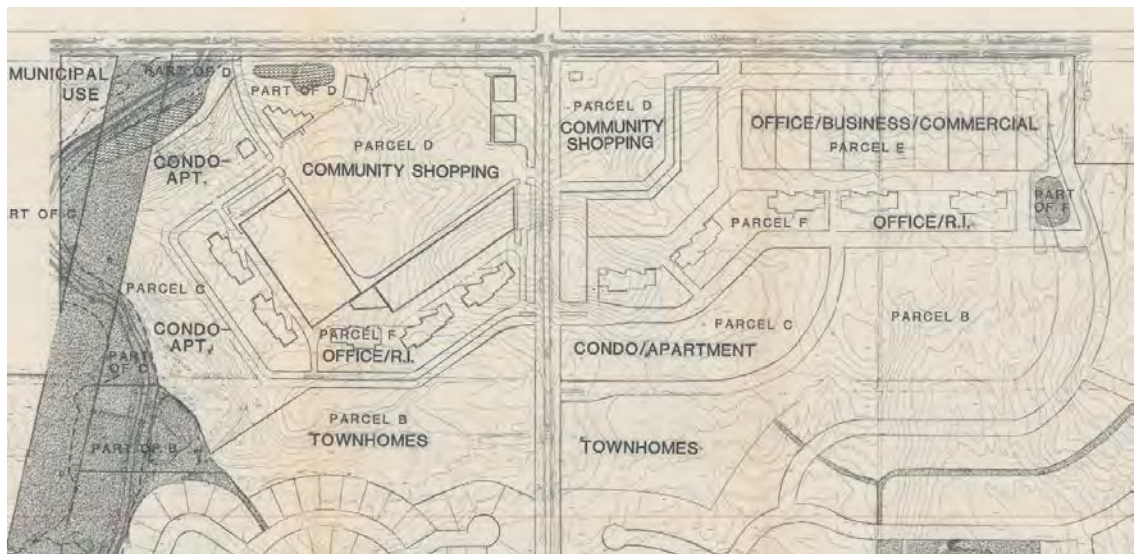 MUNICIPAL
USE
PART OF D
PART OF D
PARCEL D
COMMUNITY SHOPPING
CONDO-
APT.
PARCEL D
COMMUNITY
SHOPPING
OFFICE/BUSINESS/COMMERCIAL
PARCEL E
ART OF C
PART
OF F
PARCEL F
OFFICE/R.I.
PARCEL C
CONDO-
APT.
PARCEL F
OFFICE/R.I.
PARCEL C
CONDO/APARTMENT
PARCEL B
PART
OF C
PARCEL B
TOWNHOMES
TOWNHOMES
PART OF B